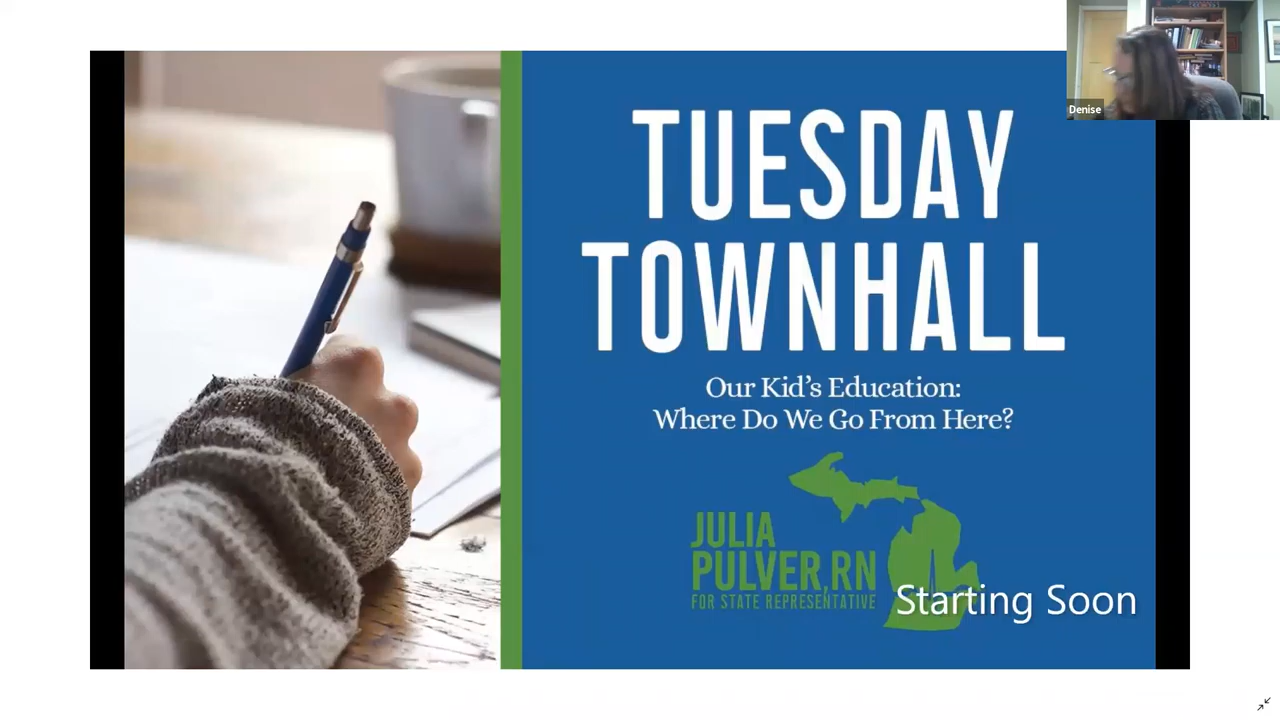 Denise
TUESDAY
TOWNHALL
Our Kid's Education:
Where Do We Go From Here?
JULIA
PULVER, RN
FOR STATE REPRESENTATIVE
Starting Soon